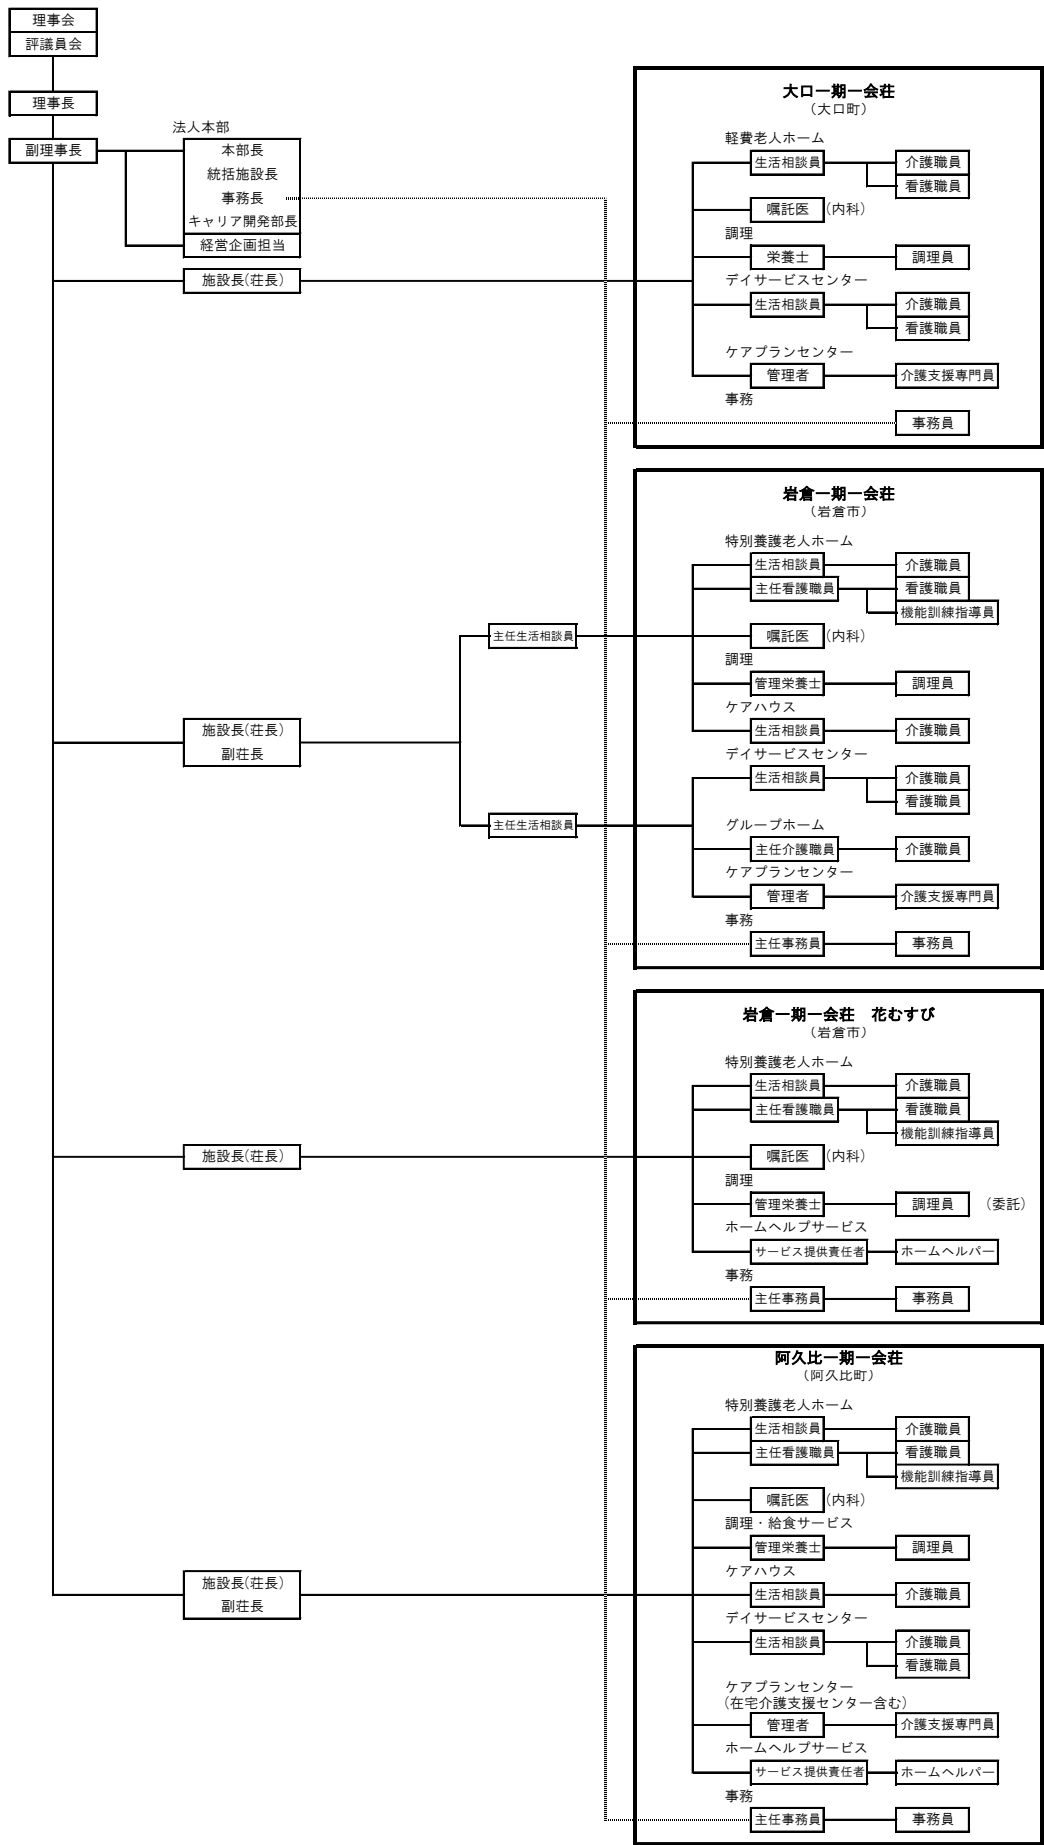 理事会
評議員会
理事長
副理事長
法人本部
本部長
統括施設長
事務長
キャリア開発部長
経営企画担当
施設長(荘長)
大口一期一会荘
（大口町）
軽費老人ホーム
生活相談員 介護職員
看護職員
嘱託医 (内科)
調理
栄養士 調理員
デイサービスセンター
生活相談員 介護職員
看護職員
ケアプランセンター
管理者 介護支援専門員
事務
事務員
施設長(荘長)
副荘長
主任生活相談員
主任生活相談員
岩倉一期一会荘
（岩倉市）
特別養護老人ホーム
生活相談員 介護職員
主任看護職員 看護職員
機能訓練指導員
嘱託医 (内科)
調理
管理栄養士 調理員
ケアハウス
生活相談員 介護職員
デイサービスセンター
生活相談員 介護職員
看護職員
グループホーム
主任介護職員 介護職員
ケアプランセンター
管理者 介護支援専門員
事務
主任事務員 事務員
施設長(荘長)
岩倉一期一会荘　花むすび
（岩倉市）
特別養護老人ホーム
生活相談員 介護職員
主任看護職員 看護職員
機能訓練指導員
嘱託医 (内科)
調理
管理栄養士 調理員 （委託）
ホームヘルプサービス
サービス提供責任者 ホームヘルパー
事務
主任事務員 事務員
施設長(荘長)
副荘長
阿久比一期一会荘
（阿久比町）
特別養護老人ホーム
生活相談員 介護職員
主任看護職員 看護職員
機能訓練指導員
嘱託医 (内科)
調理・給食サービス
管理栄養士 調理員
ケアハウス
生活相談員 介護職員
デイサービスセンター
生活相談員 介護職員
看護職員
ケアプランセンター
(在宅介護支援センター含む)
管理者 介護支援専門員
ホームヘルプサービス
サービス提供責任者 ホームヘルパー
事務
主任事務員 事務員